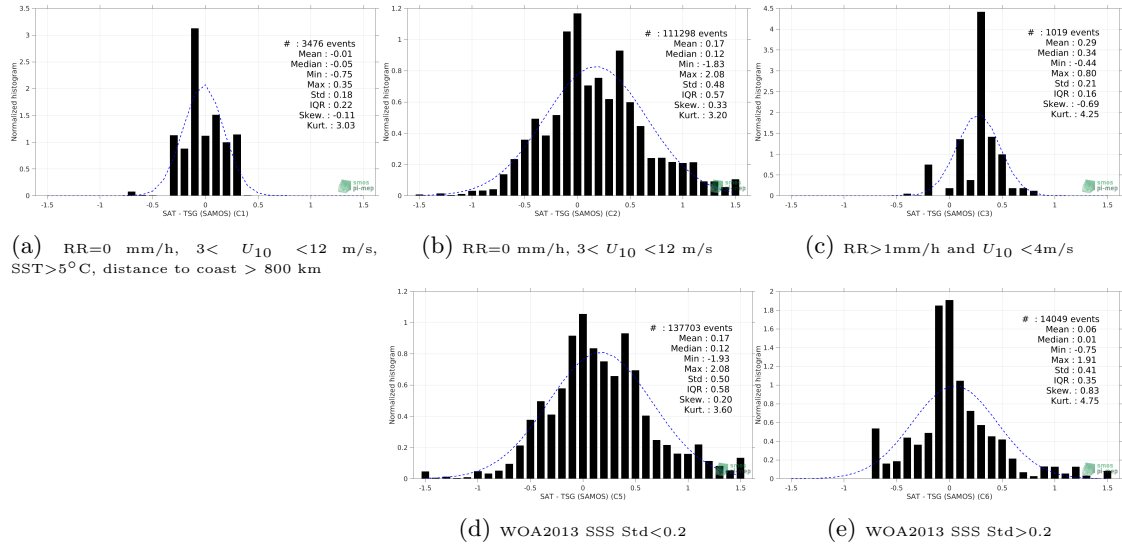 3.5
3
2.5
2
1.5
1
0.5
0
Normalized histogram
# : 3476 events
Mean : -0.01
Median : -0.05
Min : -0.75
Max : 0.35
Std : 0.18
IQR : 0.22
Skew. : -0.11
Kurt. : 3.03
smos
pi-mep
-1.5 -1 -0.5 0 0.5 1 1.5
SAT - TSG (SAMOS) (C1)
(a) RR=0 mm/h, 3< U10 <12 m/s,
SST>5°C, distance to coast > 800 km
1.2
1
0.8
0.6
0.4
0.2
0
Normalized histogram
# : 111298 events
Mean : 0.17
Median : 0.12
Min : -1.83
Max : 2.08
Std : 0.48
IQR : 0.57
Skew. : 0.33
Kurt. : 3.20
smos
pi-mep
-1.5 -1 -0.5 0 0.5 1 1.5
SAT - TSG (SAMOS) (C2)
(b) RR=0 mm/h, 3< U10 <12 m/s
4.5
4
3.5
3
2.5
2
1.5
1
0.5
0
Normalized histogram
# : 1019 events
Mean : 0.29
Median : 0.34
Min : -0.44
Max : 0.80
Std : 0.21
IQR : 0.16
Skew. : -0.69
Kurt. : 4.25
smos
pi-mep
-1.5 -1 -0.5 0 0.5 1 1.5
SAT - TSG (SAMOS) (C3)
(c) RR>1mm/h and U10 <4m/s
1.2
1
0.8
0.6
0.4
0.2
0
Normalized histogram
# : 137703 events
Mean : 0.17
Median : 0.12
Min : -1.93
Max : 2.08
Std : 0.50
IQR : 0.58
Skew. : 0.20
Kurt. : 3.60
smos
pi-mep
-1.5 -1 -0.5 0 0.5 1 1.5
SAT - TSG (SAMOS) (C5)
(d) WOA2013 SSS Std<0.2
2
1.8
1.6
1.4
1.2
1
0.8
0.6
0.4
0.2
0
Normalized histogram
# : 14049 events
Mean : 0.06
Median : 0.01
Min : -0.75
Max : 1.91
Std : 0.41
IQR : 0.35
Skew. : 0.83
Kurt. : 4.75
smos
pi-mep
-1.5 -1 -0.5 0 0.5 1 1.5
SAT - TSG (SAMOS) (C6)
(e) WOA2013 SSS Std>0.2